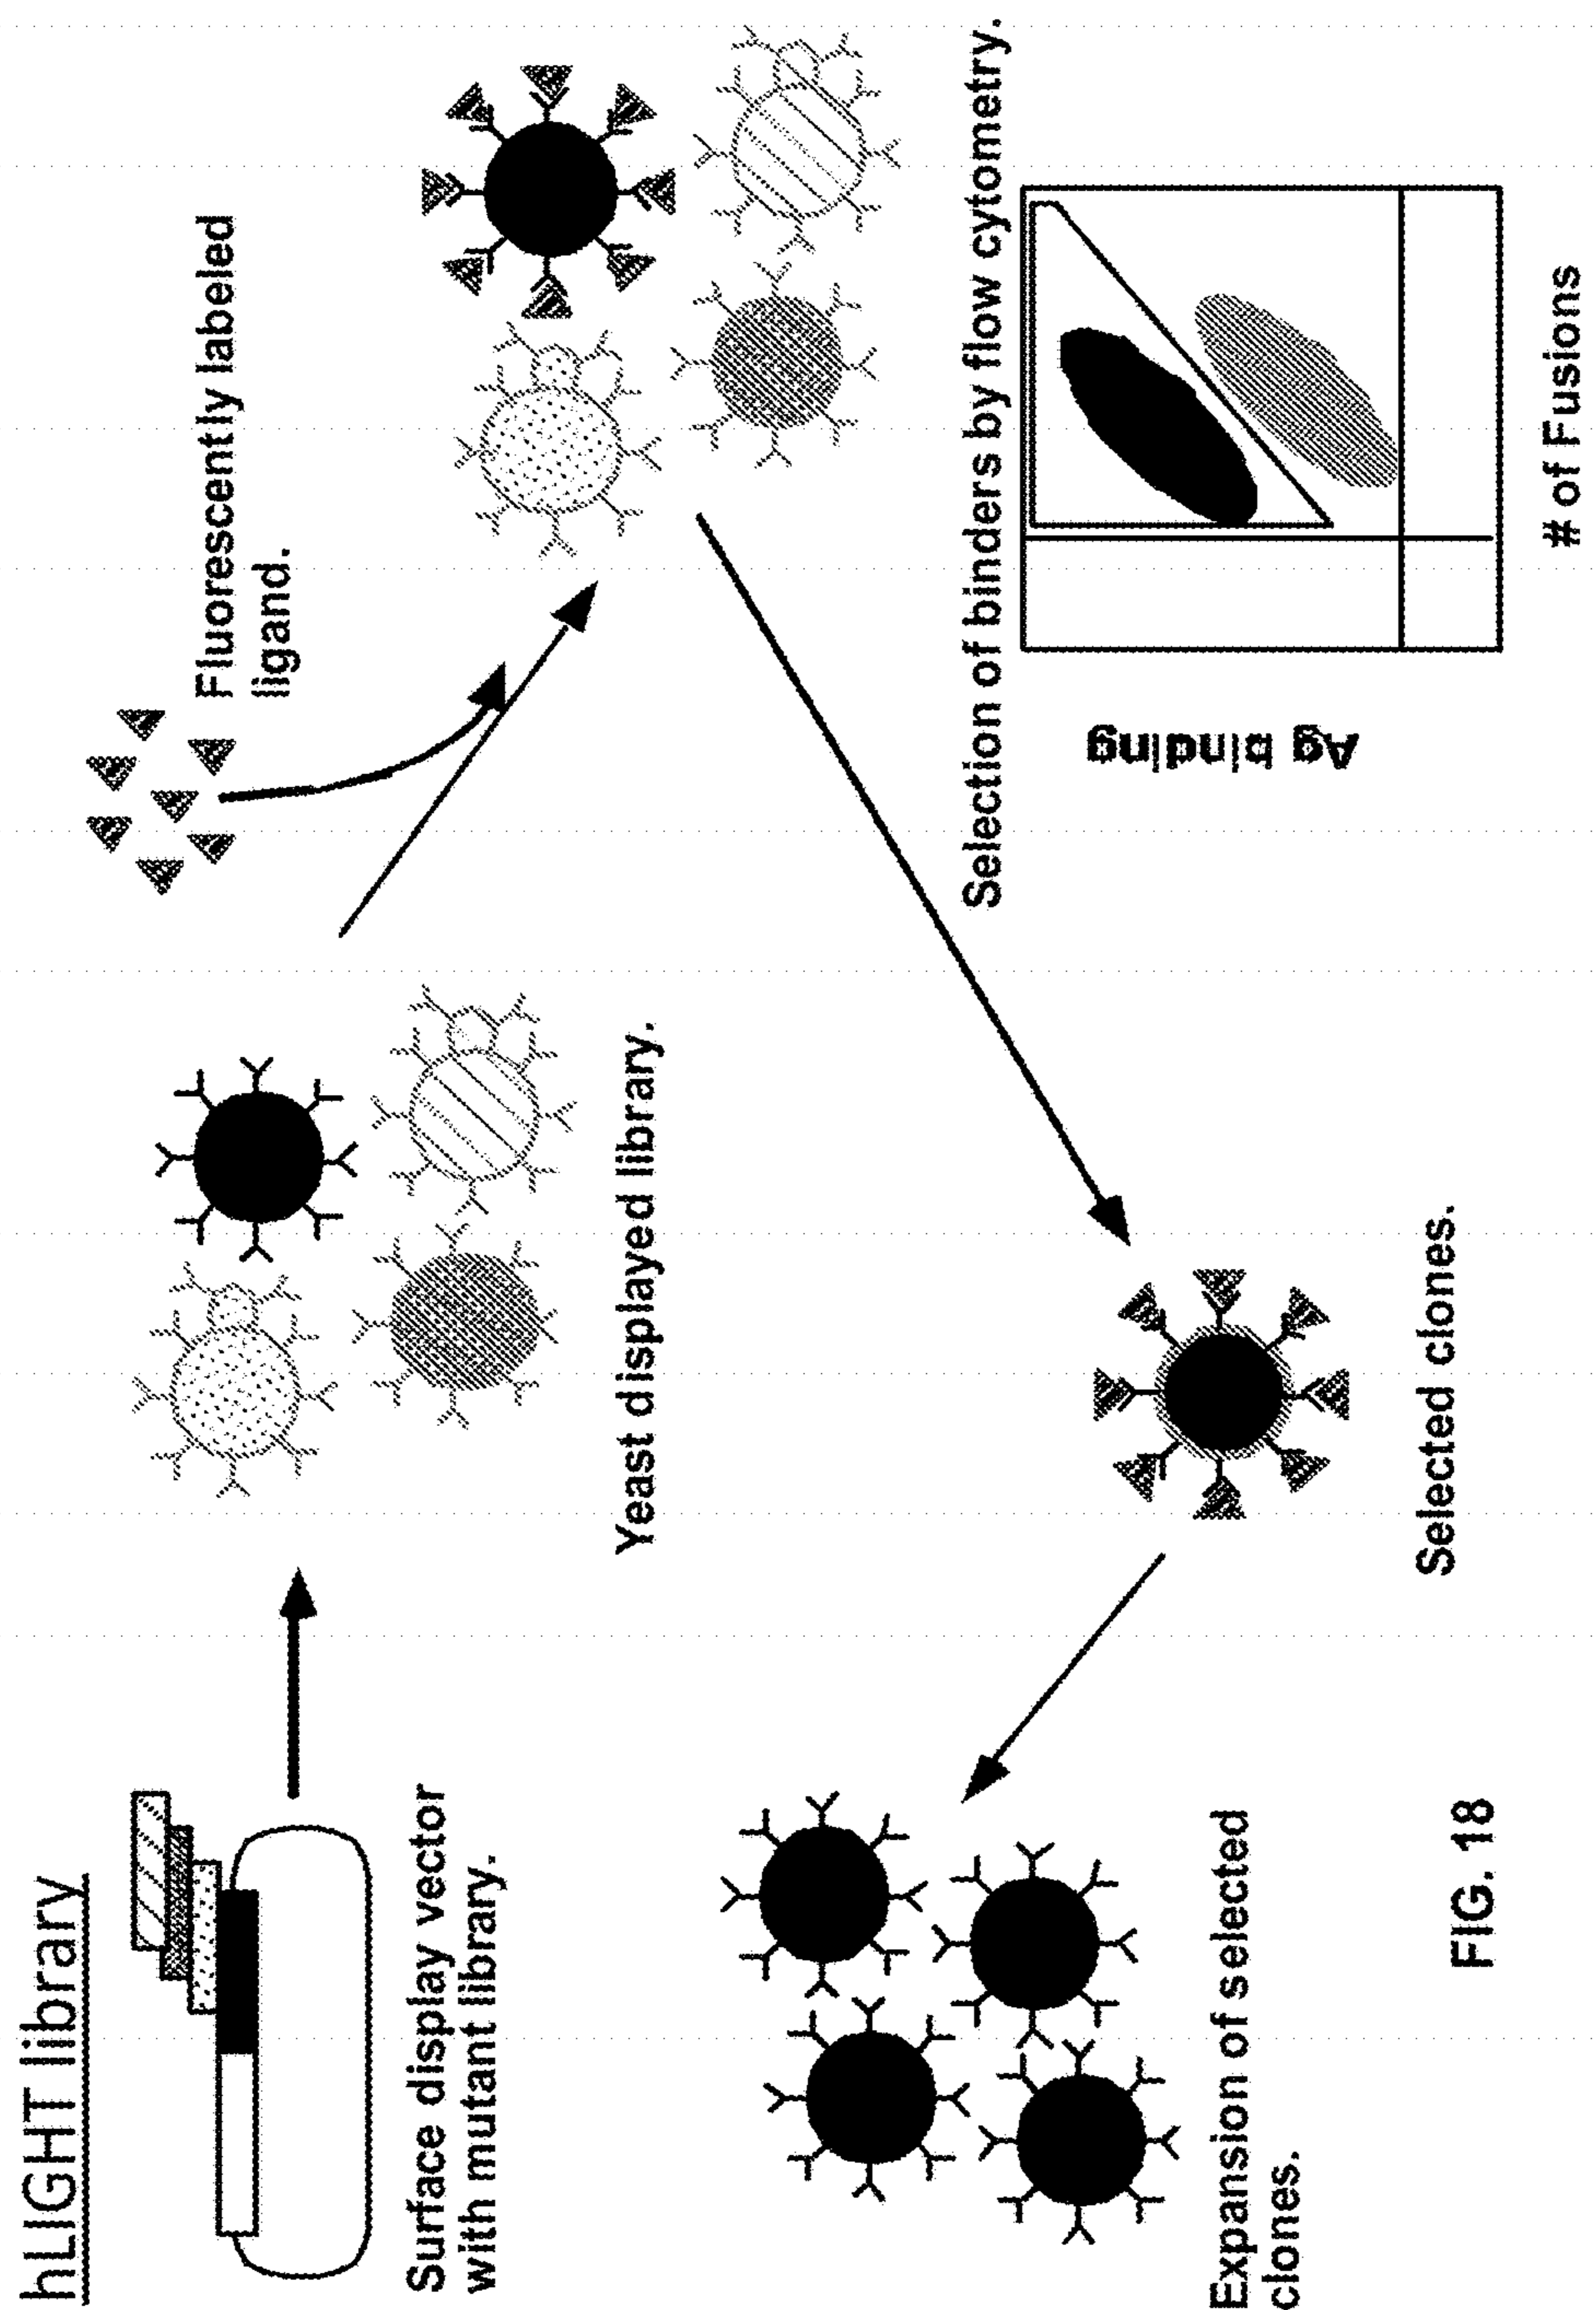 hLIGHT library
Surface display vector
with mutant library.
Yeast displayed library.
Fluorescently labeled
ligand.
Selection of binders by flow cytometry.
Ag binding
# of Fusions
Selected clones.
Expansion of selected
clones.
FIG. 18